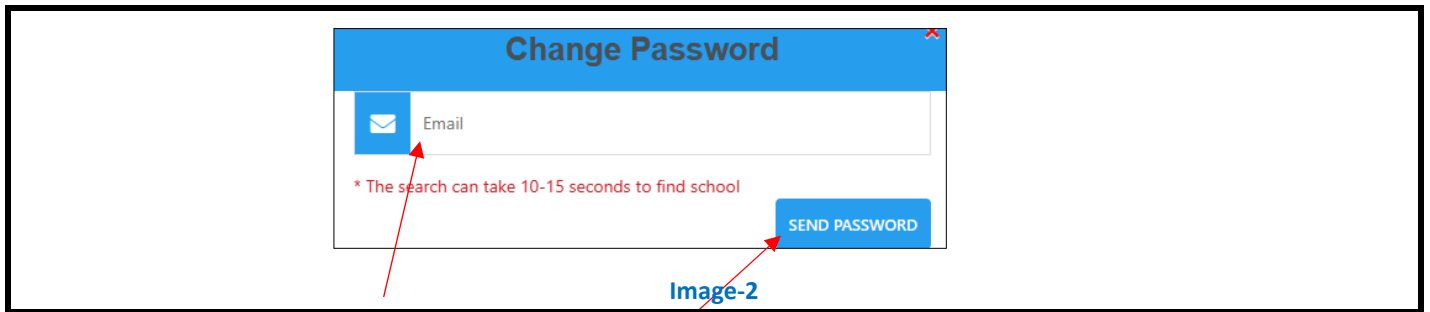 Change Password
Email
* The search can take 10-15 seconds to find school
SEND PASSWORD
Image-2